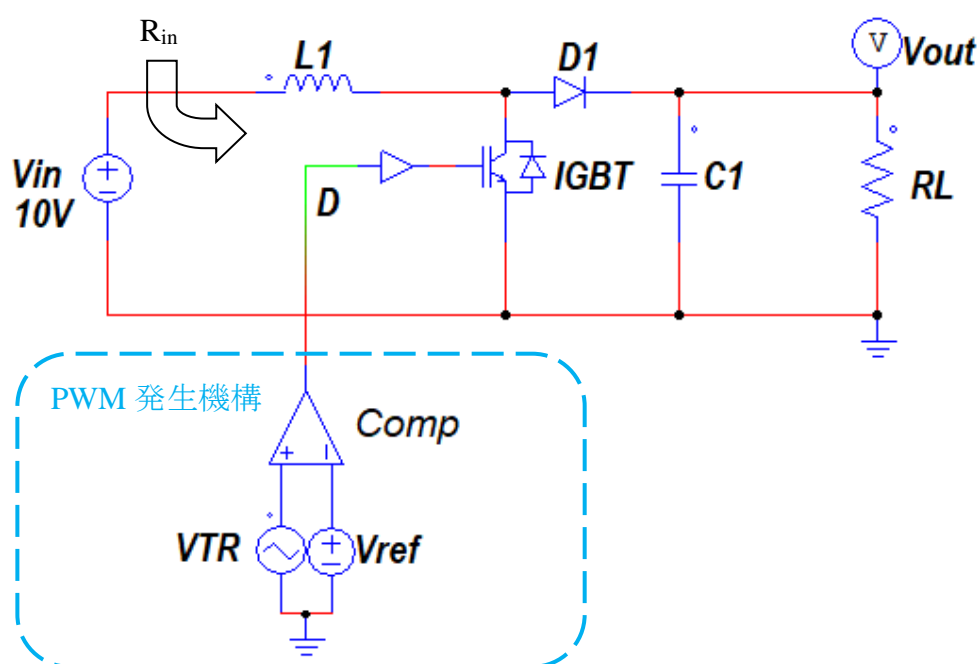 Rin
L1
D1
V
Vout
Vin
10V
D
IGBT
C1
RL
PWM 発生機構
Comp
VTR
Vref